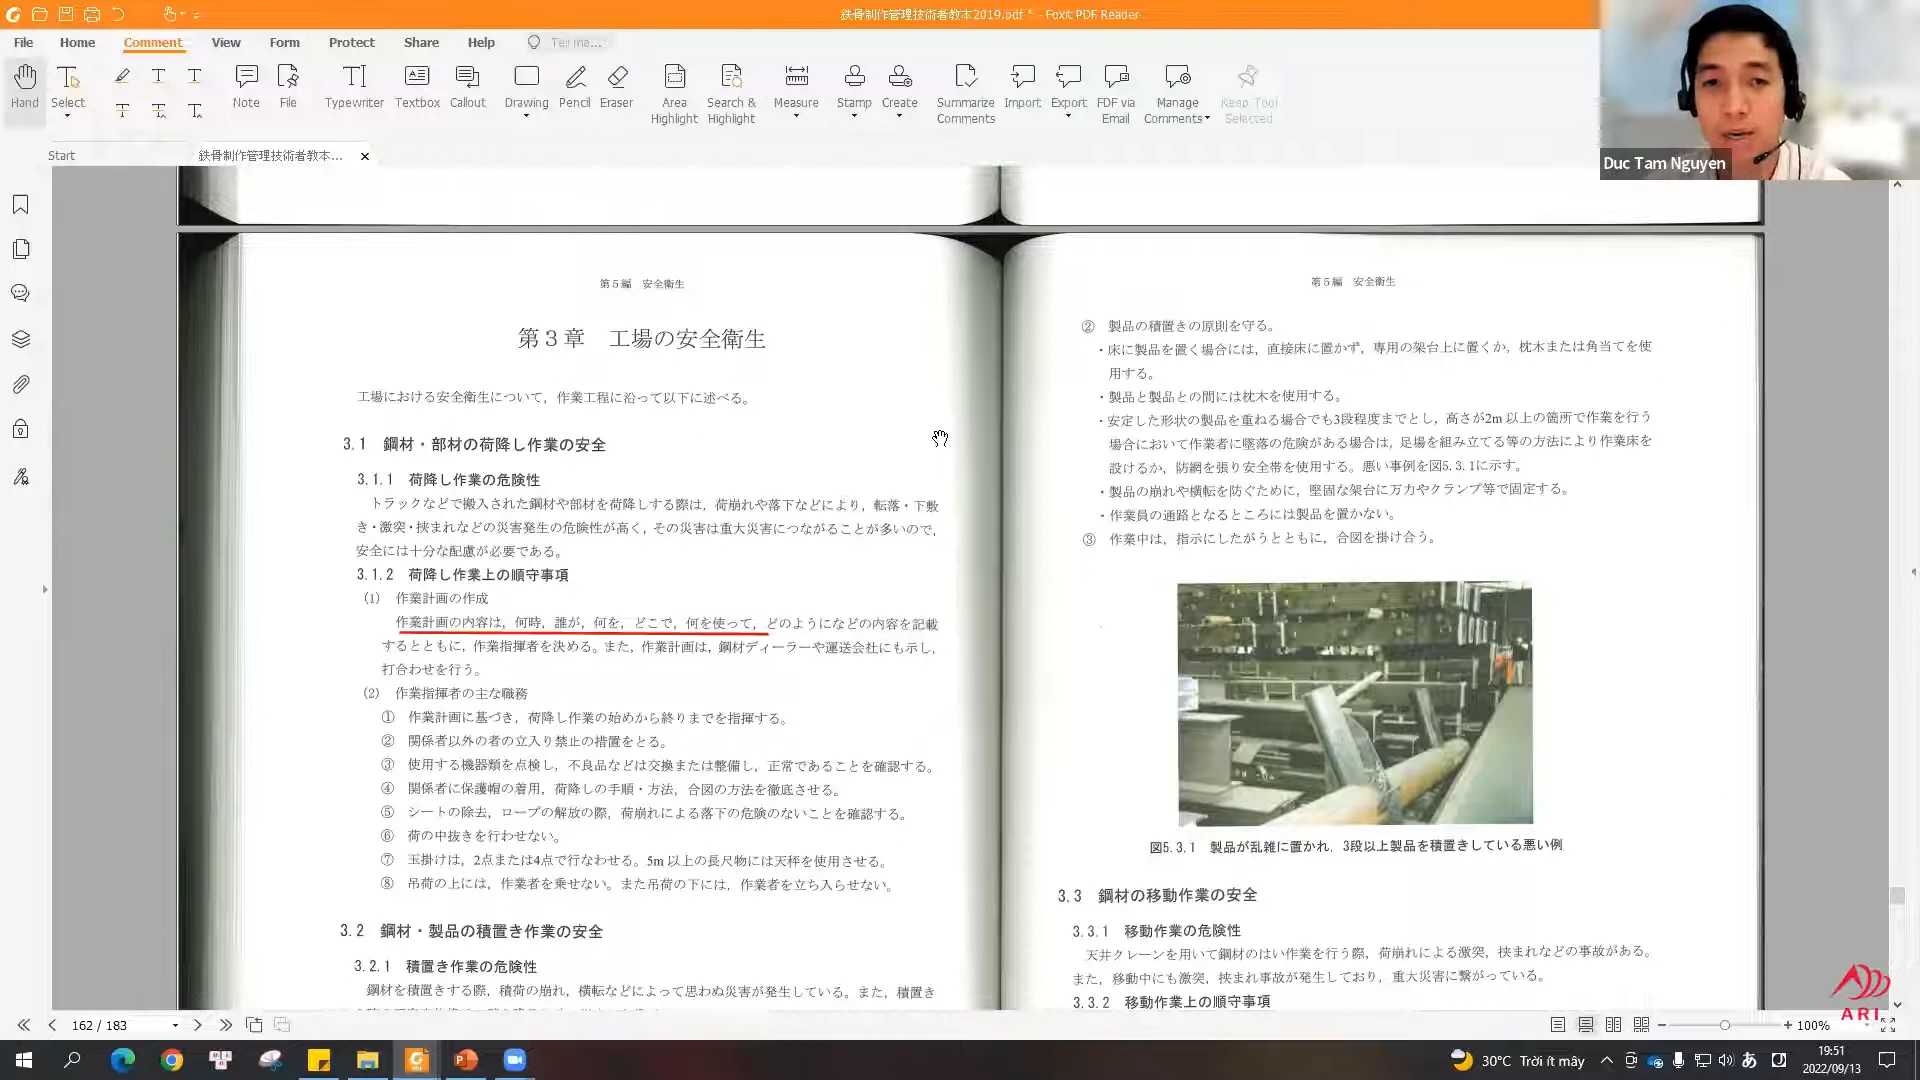 鉄骨制作管理技術者教本2019.pdf * - Foxit PDF Reader
File Home Comment View Form Protect Share Help Tell me...
Hand Select Note File Typewriter Textbox Callout Drawing Pencil Eraser Area Highlight Search & Highlight Measure Stamp Create Summarize Comments Import Export FDF via Email Manage Comments Keep Tool Selected
Duc Tam Nguyen
Start 鉄骨制作管理技術者教本...
第5編 安全衛生
第3章 工場の安全衛生
工場における安全衛生について，作業工程に沿って以下に述べる。
3.1 鋼材・部材の荷降し作業の安全
3.1.1 荷降し作業の危険性
トラックなどで搬入された鋼材や部材を荷降しする際は，荷崩れや落下などにより，転落・下敷
き・激突・挟まれなどの災害発生の危険性が高く，その災害は重大災害につながることが多いので，
安全には十分な配慮が必要である。
3.1.2 荷降し作業上の順守事項
(1) 作業計画の作成
作業計画の内容は，何時，誰が，何を，どこで，何を使って，どのようになどの内容を記載
するとともに，作業指揮者を決める。また，作業計画は，鋼材ディーラーや運送会社にも示し，
打合わせを行う。
(2) 作業指揮者の主な職務
① 作業計画に基づき，荷降し作業の始めから終りまでを指揮する。
② 関係者以外の者の立入り禁止の措置をとる。
③ 使用する機器類を点検し，不良品などは交換または整備し，正常であることを確認する。
④ 関係者に保護帽の着用，荷降しの手順・方法，合図の方法を徹底させる。
⑤ シートの除去，ロープの解放の際，荷崩れによる落下の危険のないことを確認する。
⑥ 荷の中抜きを行わせない。
⑦ 玉掛けは，2点または4点で行なわせる。5m以上の長尺物には天秤を使用させる。
⑧ 吊荷の上には，作業者を乗せない。また吊荷の下には，作業者を立ち入らせない。
3.2 鋼材・製品の積置き作業の安全
3.2.1 積置き作業の危険性
鋼材を積置きする際，積荷の崩れ，横転などによって思わぬ災害が発生している。また，積置き
第5編 安全衛生
② 製品の積置きの原則を守る。
・床に製品を置く場合には，直接床に置かず，専用の架台上に置くか，枕木または角当てを使
用する。
・製品と製品との間には枕木を使用する。
・安定した形状の製品を重ねる場合でも3段程度までとし，高さが2m以上の箇所で作業を行う
場合において作業者に墜落の危険がある場合は，足場を組み立てる等の方法により作業床を
設けるか，防網を張り安全帯を使用する。悪い事例を図5.3.1に示す。
・製品の崩れや横転を防ぐために，堅固な架台に万力やクランプ等で固定する。
・作業員の通路となるところには製品を置かない。
③ 作業中は，指示にしたがうとともに，合図を掛け合う。
図5.3.1 製品が乱雑に置かれ，3段以上製品を積置きしている悪い例
3.3 鋼材の移動作業の安全
3.3.1 移動作業の危険性
天井クレーンを用いて鋼材のはい作業を行う際，荷崩れによる激突，挟まれなどの事故がある。
また，移動中にも激突，挟まれ事故が発生しており，重大災害に繋がっている。
3.3.2 移動作業上の順守事項
ARI
162 / 183 100%
30°C Trời ít mây あ 19:51
2022/09/13